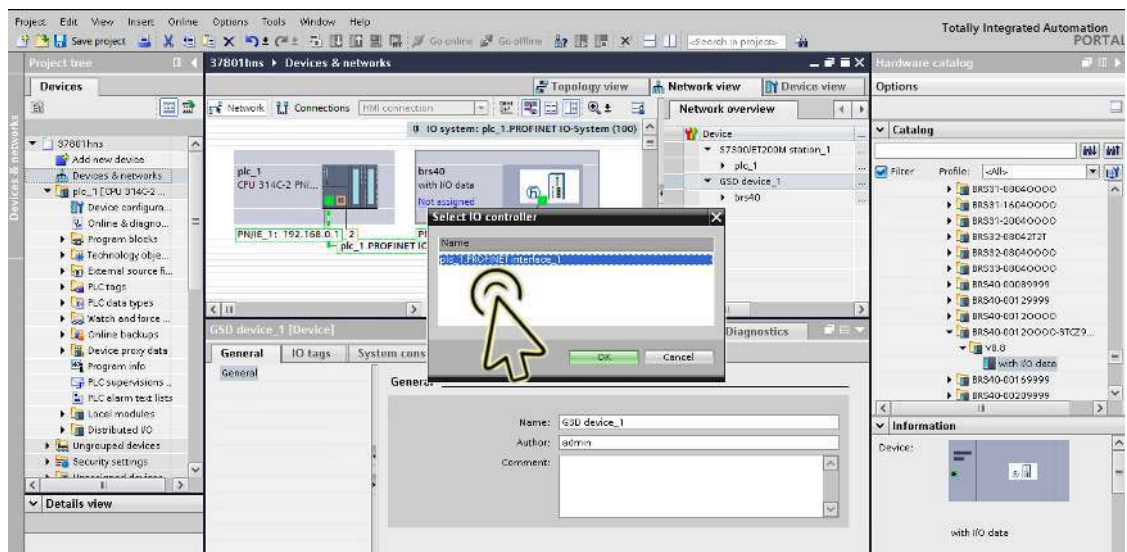 Project Edit View Insert Online Options Tools Window Help
Totally Integrated Automation
PORTAL
Save project
Go online
Go offline
<Search in project>
Project tree
37801hns ▸ Devices & networks
Hardware catalog
Devices
Topology view
Network view
Device view
Options
Network
Connections
HMI connection
Network overview
IO system: plc_1.PROFINET IO-System (100)
Device
Catalog
Devices & networks
37801hns
Add new device
Devices & networks
plc_1 [CPU 314C-2 ...
Device configura...
Online & diagno...
Program blocks
Technology obje...
External source fi...
PLC tags
PLC data types
Watch and force ...
Online backups
Device proxy data
Program info
PLC supervisions ..
PLC alarm text lists
Local modules
Distributed I/O
Ungrouped devices
Security settings
Details view
plc_1
CPU 314C-2 PN/...
brs40
with I/O data
Not assigned
PN/IE_1: 192.168.0.1
2
plc_1.PROFINET IC
S7300/ET200M station_1
plc_1
GSD device_1
brs40
Select IO controller
Name
plc_1.PROFINET interface_1
OK
Cancel
GSD device_1 [Device]
Diagnostics
General
IO tags
System cons
General
General
Name: GSD device_1
Author: admin
Comment:
Filter
Profile: <All>
BRS31-08040000
BRS31-16040000
BRS31-20040000
BRS32-08042T2T
BRS32-08040000
BRS33-08040000
BRS40-00089999
BRS40-00129999
BRS40-00120000
BRS40-00120000-STCZ9...
V8.8
with I/O data
BRS40-00169999
BRS40-00209999
Information
Device:
with I/O data